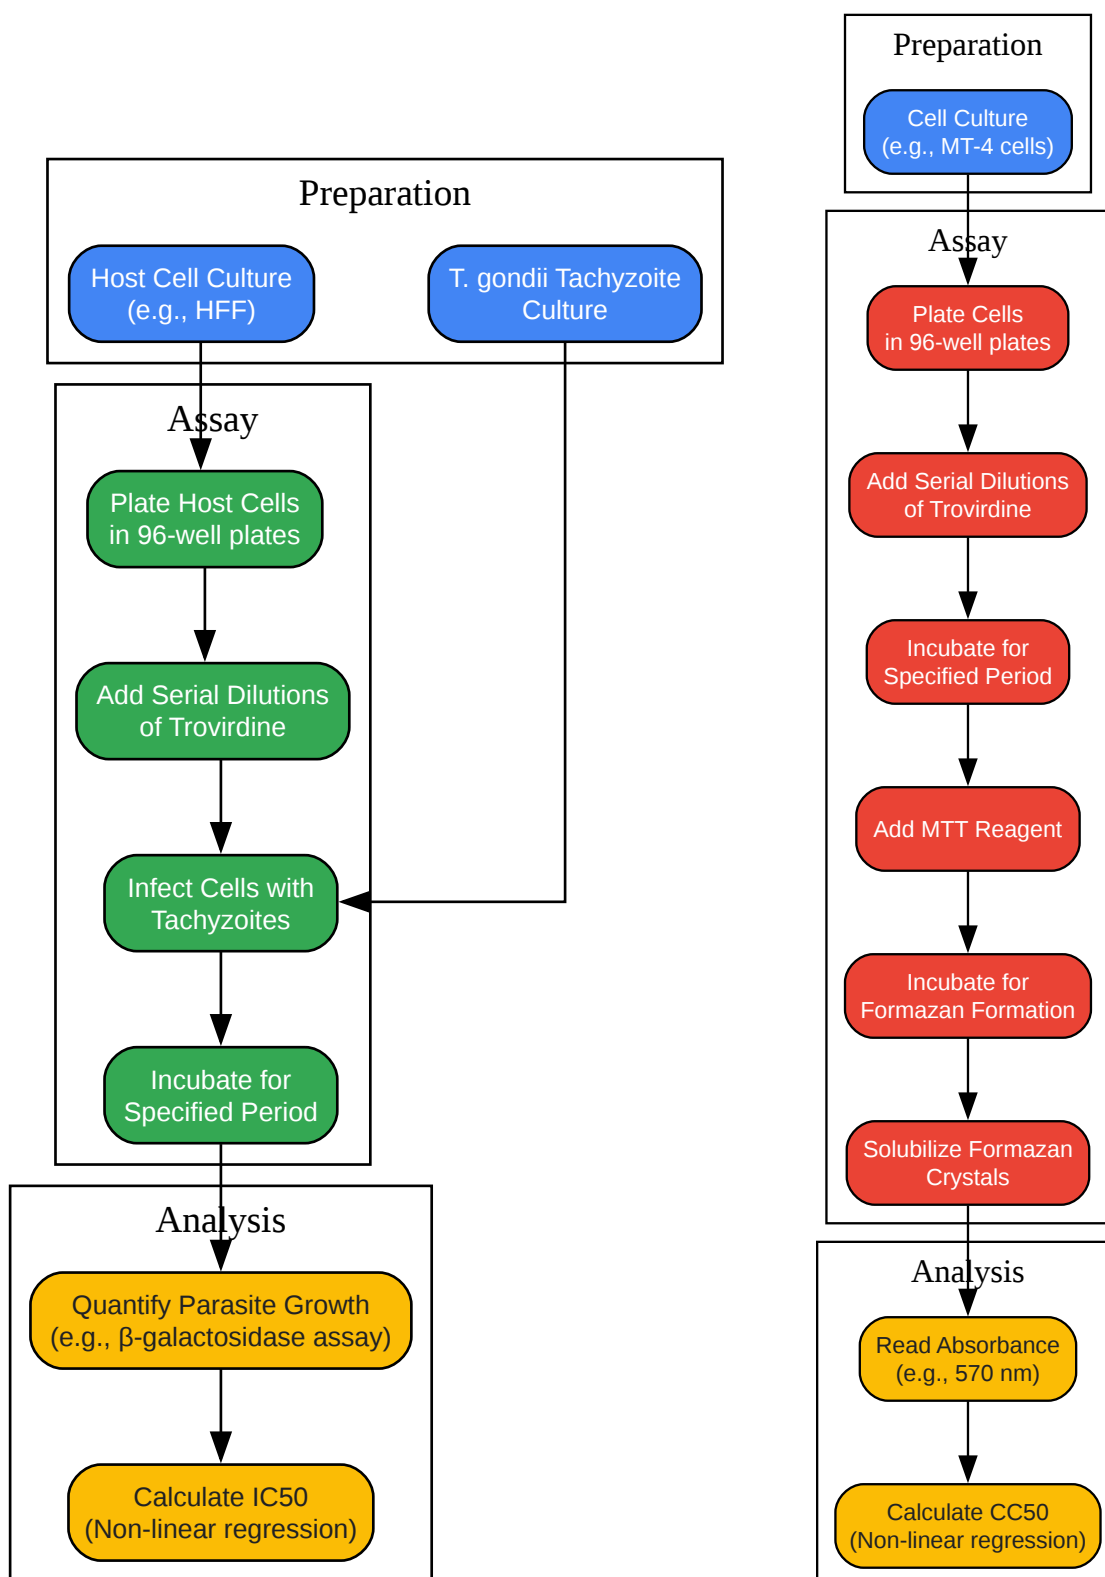 Preparation
Host Cell Culture
(e.g., HFF)
T. gondii Tachyzoite
Culture
Assay
Plate Host Cells
in 96-well plates
Add Serial Dilutions
of Trovirdine
Infect Cells with
Tachyzoites
Incubate for
Specified Period
Analysis
Quantify Parasite Growth
(e.g., β-galactosidase assay)
Calculate IC50
(Non-linear regression)
Preparation
Cell Culture
(e.g., MT-4 cells)
Assay
Plate Cells
in 96-well plates
Add Serial Dilutions
of Trovirdine
Incubate for
Specified Period
Add MTT Reagent
Incubate for
Formazan Formation
Solubilize Formazan
Crystals
Analysis
Read Absorbance
(e.g., 570 nm)
Calculate CC50
(Non-linear regression)